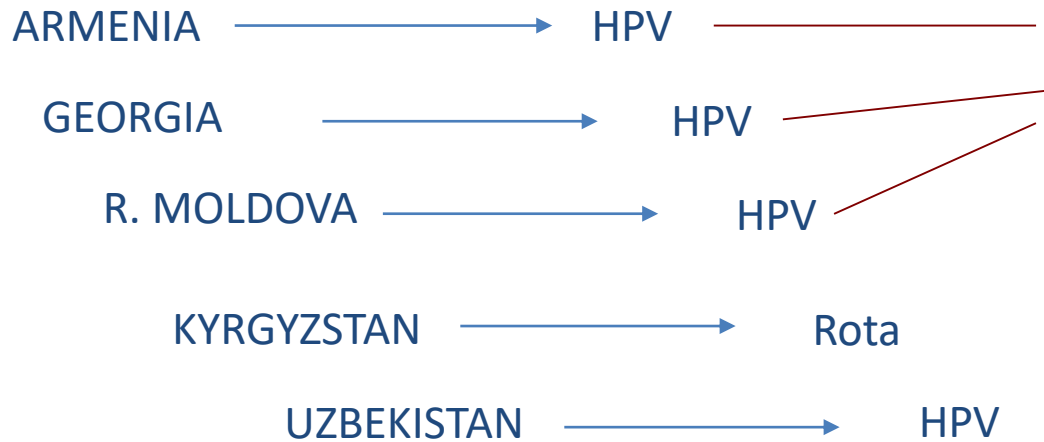 ARMENIA HPV
GEORGIA HPV
R. MOLDOVA HPV
KYRGYZSTAN Rota
UZBEKISTAN HPV